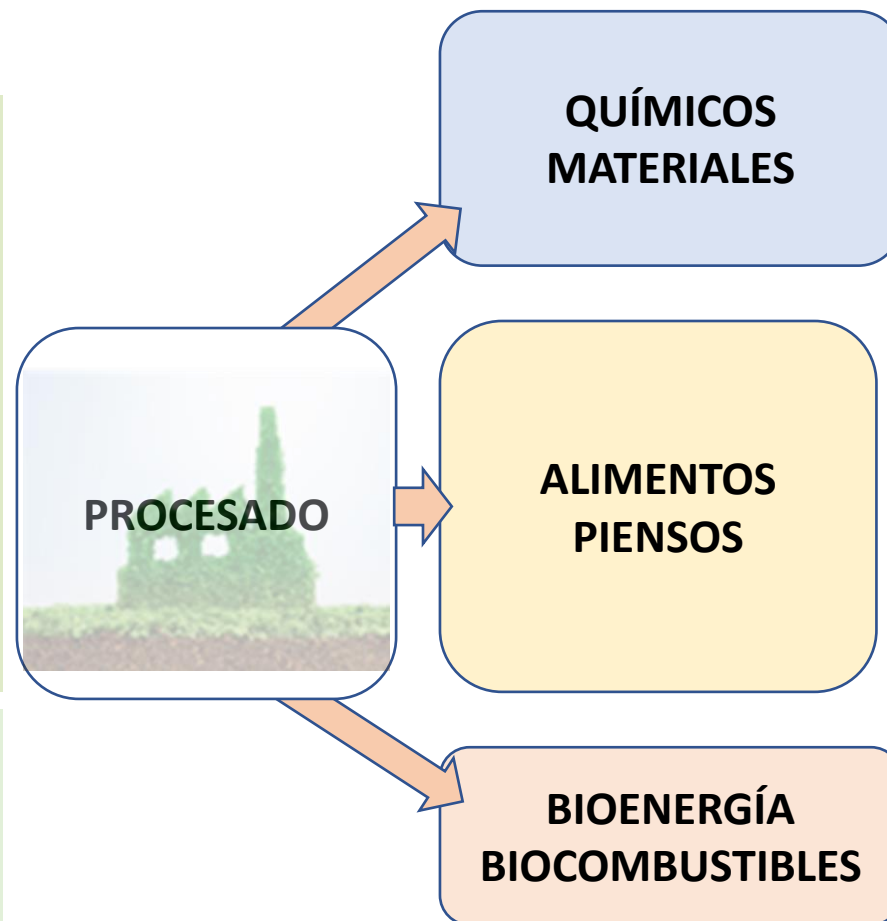 QUÍMICOS
MATERIALES
PROCESADO
ALIMENTOS
PIENSOS
BIOENERGÍA
BIOCOMBUSTIBLES